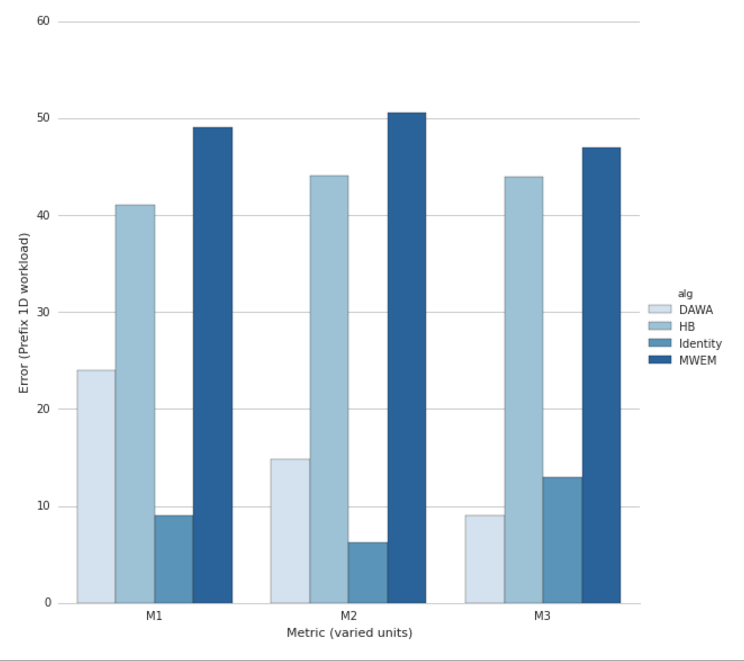 60
50
40
30
20
10
0
Error (Prefix 1D workload)
M1 M2 M3
Metric (varied units)
alg
DAWA
HB
Identity
MWEM